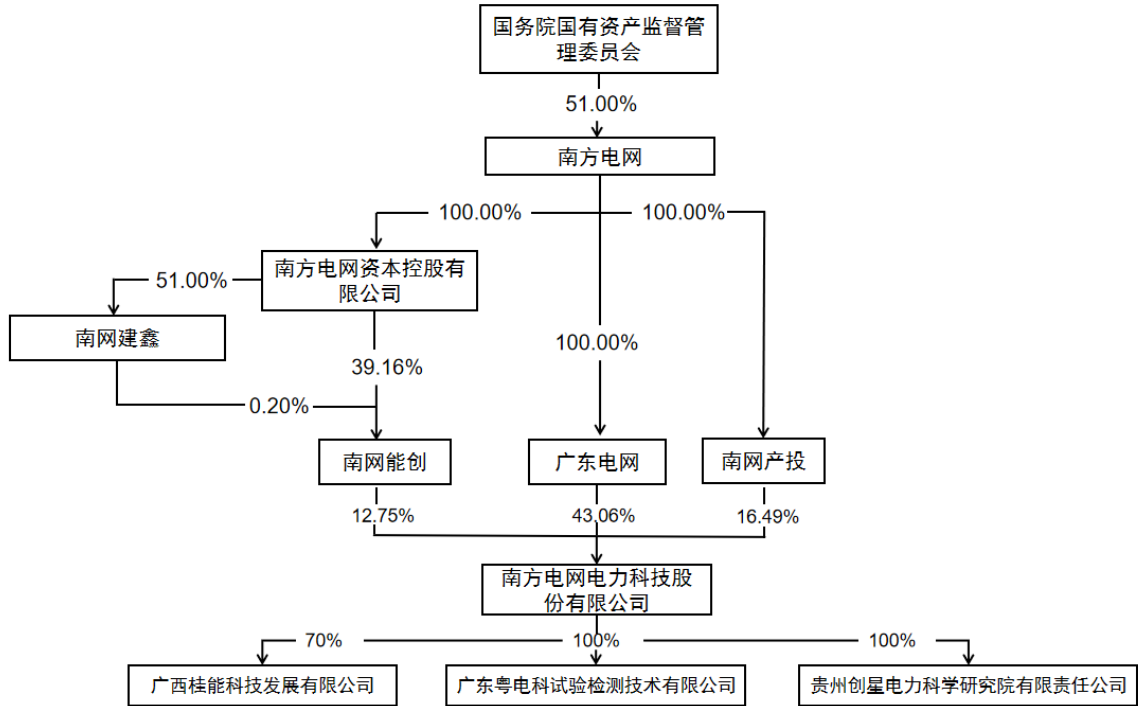 国务院国有资产监督管
理委员会
51.00%
南方电网
100.00%
100.00%
南方电网资本控股有
限公司
51.00%
南网建鑫
100.00%
39.16%
0.20%
南网能创
广东电网
南网产投
12.75%
43.06%
16.49%
南方电网电力科技股
份有限公司
70%
100%
100%
广西桂能科技发展有限公司
广东粤电科试验检测技术有限公司
贵州创星电力科学研究院有限责任公司